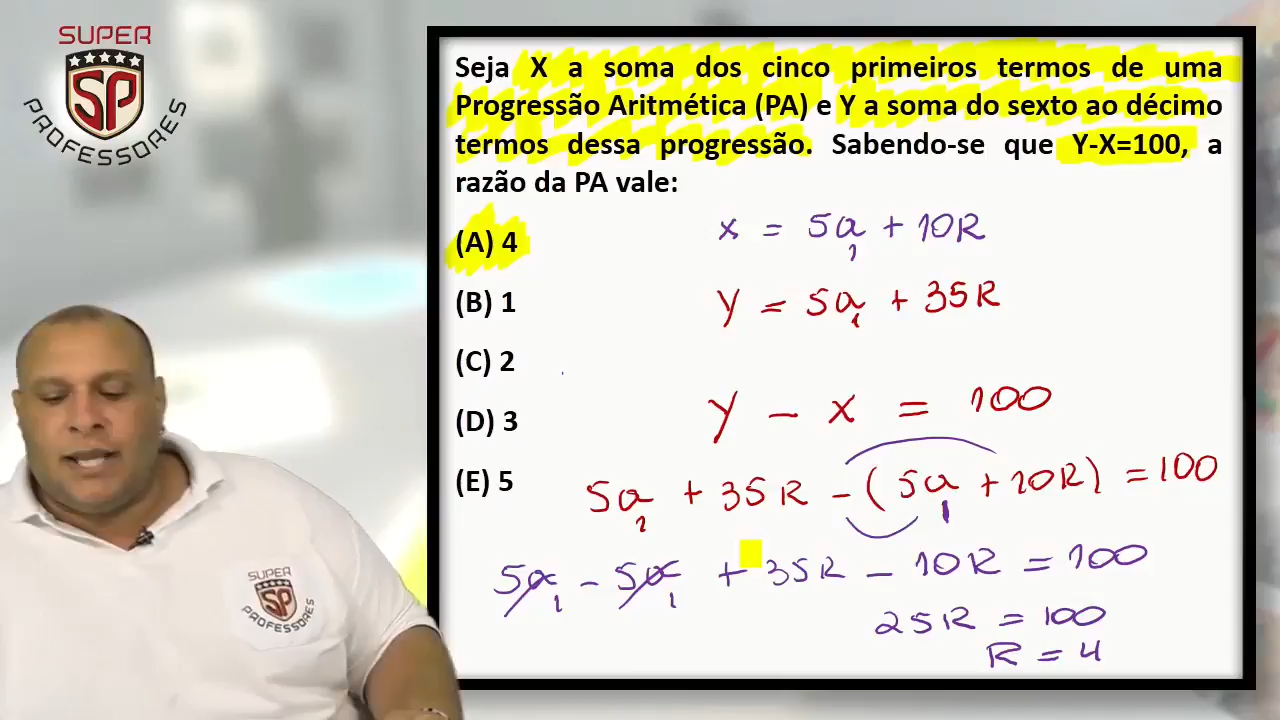 SUPER
SP
PROFESSORES
Seja X a soma dos cinco primeiros termos de uma
Progressão Aritmética (PA) e Y a soma do sexto ao décimo
termos dessa progressão. Sabendo-se que Y-X=100, a
razão da PA vale:
(A) 4
(B) 1
(C) 2
(D) 3
(E) 5
x = 5a₁ + 10R
y = 5a₁ + 35R
y - x = 100
5a₁ + 35R - (5a₁ + 10R) = 100
5a₁ - 5a₁ + 35R - 10R = 100
25R = 100
R = 4
SUPER
SP
PROFESSORES